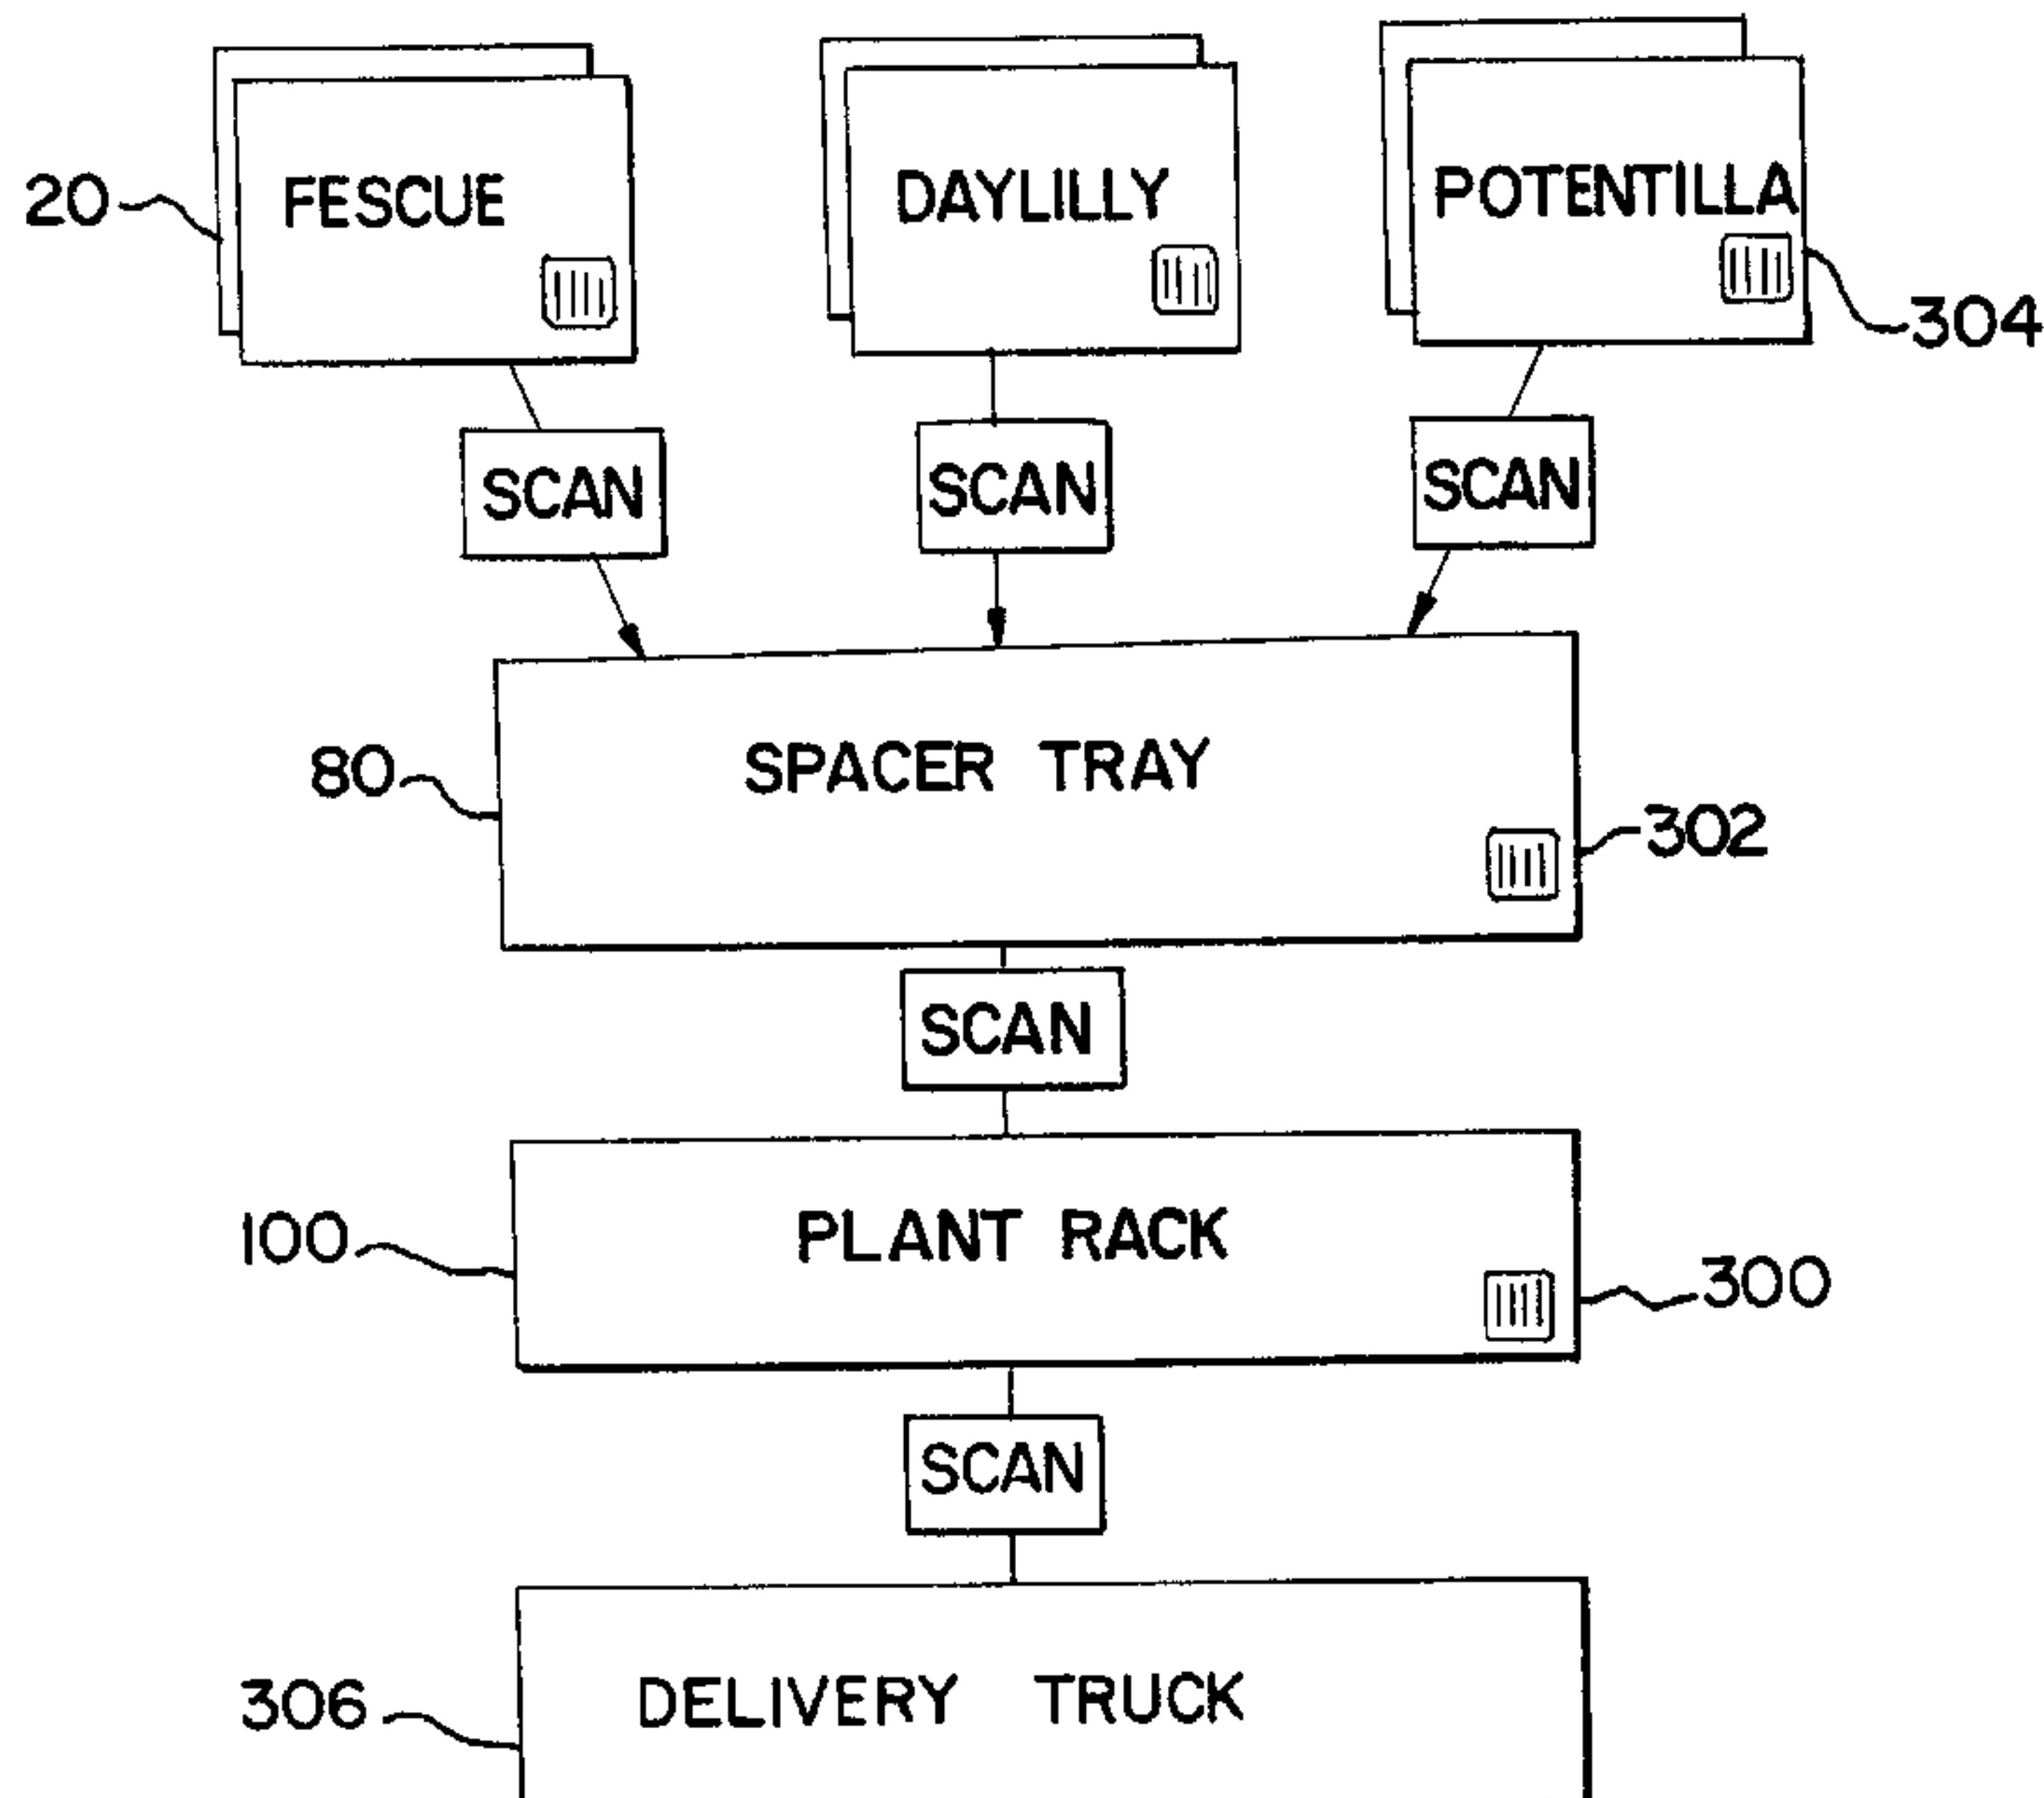 FESCUE
DAYLILLY
POTENTILLA
20
304
SCAN
SCAN
SCAN
SPACER TRAY
80
302
SCAN
PLANT RACK
100
300
SCAN
DELIVERY TRUCK
306